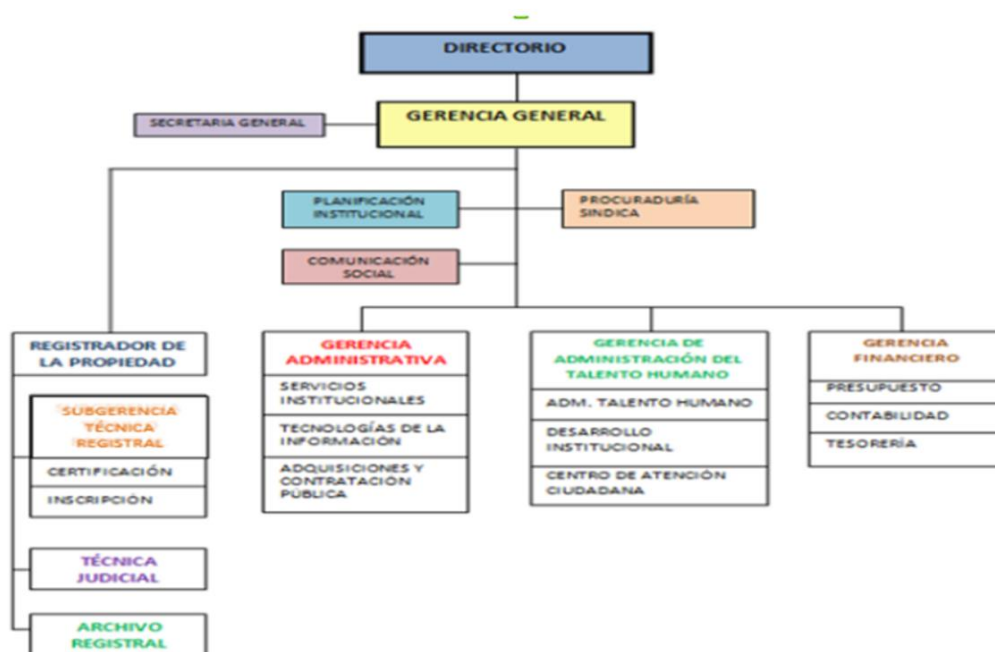 DIRECTORIO
GERENCIA GENERAL
SECRETARIA GENERAL
PLANIFICACIÓN
INSTITUCIONAL
PROCURADURÍA
SINDICA
COMUNICACIÓN
SOCIAL
REGISTRADOR DE
LA PROPIEDAD
SUBGERENCIA
TÉCNICA
REGISTRAL
CERTIFICACIÓN
INSCRIPCIÓN
TÉCNICA
JUDICIAL
ARCHIVO
REGISTRAL
GERENCIA
ADMINISTRATIVA
SERVICIOS
INSTITUCIONALES
TECNOLOGÍAS DE LA
INFORMACIÓN
ADQUISICIONES Y
CONTRATACIÓN
PÚBLICA
GERENCIA DE
ADMINISTRACIÓN DEL
TALENTO HUMANO
ADM. TALENTO HUMANO
DESARROLLO
INSTITUCIONAL
CENTRO DE ATENCIÓN
CIUDADANA
GERENCIA
FINANCIERO
PRESUPUESTO
CONTABILIDAD
TESORERÍA